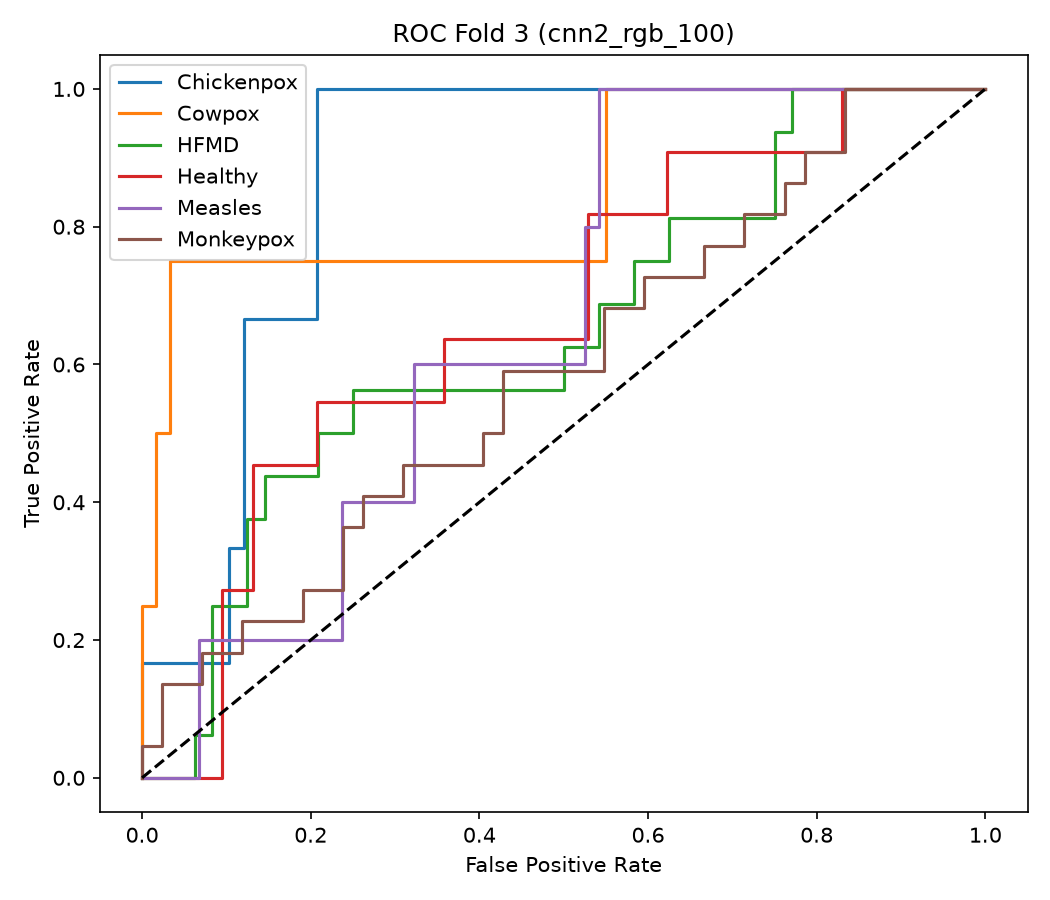 ROC Fold 3 (cnn2_rgb_100)
Chickenpox
Cowpox
HFMD
Healthy
Measles
Monkeypox
1.0
0.8
0.6
0.4
0.2
0.0
True Positive Rate
0.0 0.2 0.4 0.6 0.8 1.0
False Positive Rate